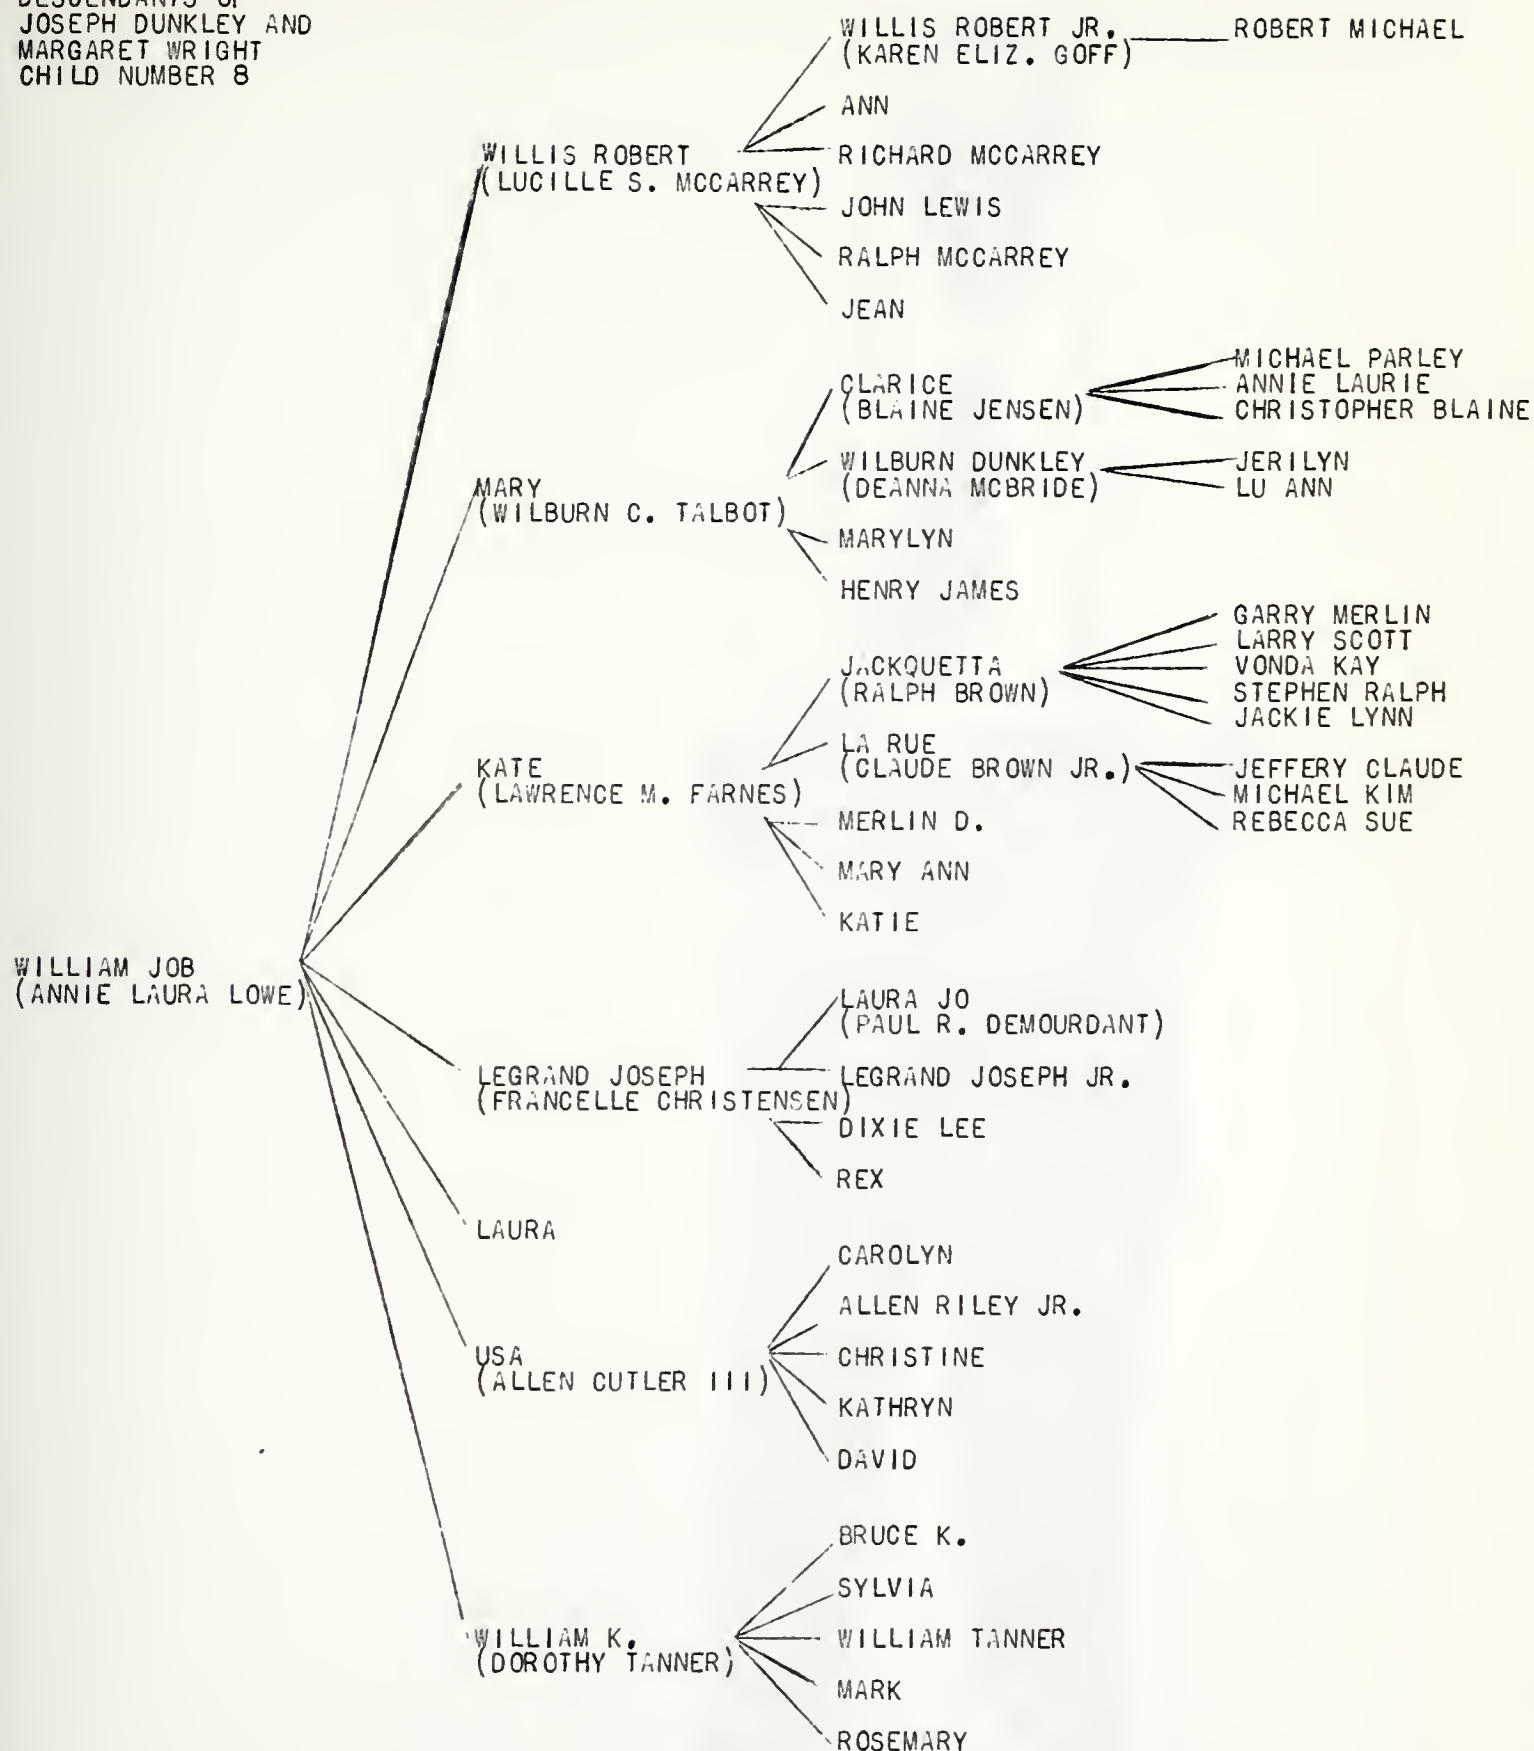 DESCENDANTS OF
JOSEPH DUNKLEY AND
MARGARET WRIGHT
CHILD NUMBER 8
WILLIAM JOB
(ANNIE LAURA LOWE)
WILLIS ROBERT
(LUCILLE S. MCCARREY)
WILLIS ROBERT JR.
(KAREN ELIZ. GOFF)
ROBERT MICHAEL
ANN
RICHARD MCCARREY
JOHN LEWIS
RALPH MCCARREY
JEAN
MARY
(WILBURN C. TALBOT)
CLARICE
(BLAINE JENSEN)
MICHAEL PARLEY
ANNIE LAURIE
CHRISTOPHER BLAINE
WILBURN DUNKLEY
(DEANNA MCBRIDE)
JERILYN
LU ANN
MARYLYN
HENRY JAMES
KATE
(LAWRENCE M. FARNES)
JACKQUETTA
(RALPH BROWN)
GARRY MERLIN
LARRY SCOTT
VONDA KAY
STEPHEN RALPH
JACKIE LYNN
LA RUE
(CLAUDE BROWN JR.)
JEFFERY CLAUDE
MICHAEL KIM
REBECCA SUE
MERLIN D.
MARY ANN
KATIE
LEGRAND JOSEPH
(FRANCELLE CHRISTENSEN)
LAURA JO
(PAUL R. DEMOURDANT)
LEGRAND JOSEPH JR.
DIXIE LEE
REX
LAURA
USA
(ALLEN CUTLER III)
CAROLYN
ALLEN RILEY JR.
CHRISTINE
KATHRYN
DAVID
WILLIAM K.
(DOROTHY TANNER)
BRUCE K.
SYLVIA
WILLIAM TANNER
MARK
ROSEMARY